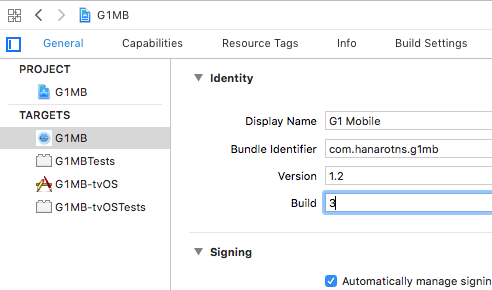 G1MB
General Capabilities Resource Tags Info Build Settings
PROJECT
G1MB
TARGETS
G1MB
G1MBTests
G1MB-tvOS
G1MB-tvOSTests
Identity
Display Name G1 Mobile
Bundle Identifier com.hanarotns.g1mb
Version 1.2
Build 3
Signing
Automatically manage signin